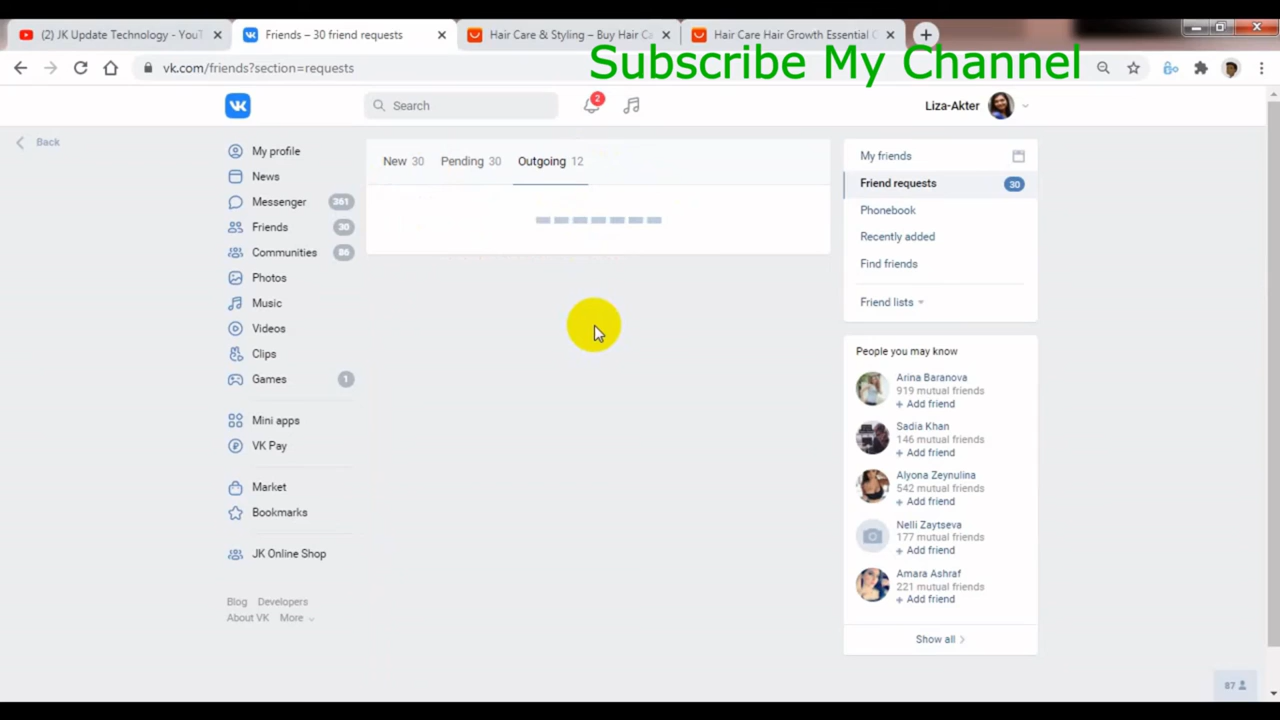 (2) JK Update Technology - YouT
Friends – 30 friend requests
Hair Care & Styling – Buy Hair Ca
Hair Care Hair Growth Essential O
Subscribe My Channel
vk.com/friends?section=requests
Search
2
Liza-Akter
Back
My profile
News
Messenger 361
Friends 30
Communities 86
Photos
Music
Videos
Clips
Games 1
Mini apps
VK Pay
Market
Bookmarks
JK Online Shop
Blog Developers
About VK More
New 30 Pending 30 Outgoing 12
My friends
Friend requests 30
Phonebook
Recently added
Find friends
Friend lists
People you may know
Arina Baranova
919 mutual friends
+ Add friend
Sadia Khan
146 mutual friends
+ Add friend
Alyona Zeynulina
542 mutual friends
+ Add friend
Nelli Zaytseva
177 mutual friends
+ Add friend
Amara Ashraf
221 mutual friends
+ Add friend
Show all
87